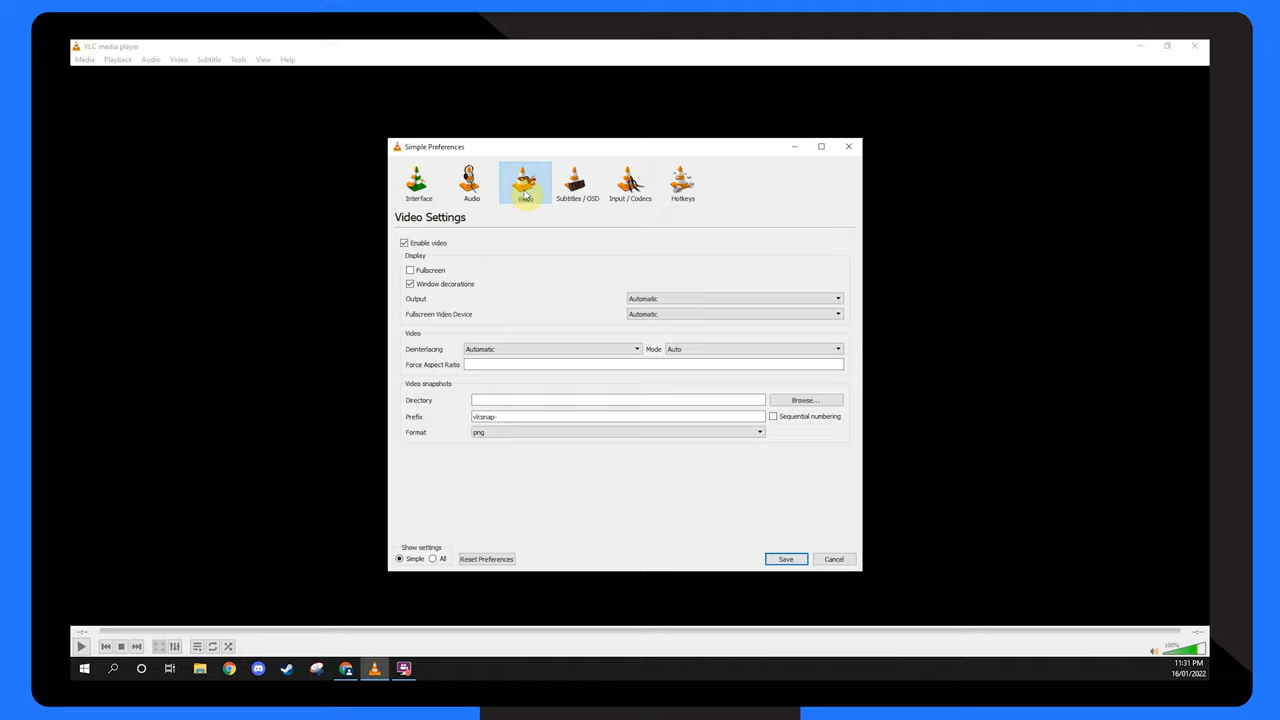 VLC media player
Media Playback Audio Video Subtitle Tools View Help
Simple Preferences
Interface Audio Video Subtitles / OSD Input / Codecs Hotkeys
Video Settings
Enable video
Display
Fullscreen
Window decorations
Output Automatic
Fullscreen Video Device Automatic
Video
Deinterlacing Automatic Mode Auto
Force Aspect Ratio
Video snapshots
Directory Browse...
Prefix vlcsnap- Sequential numbering
Format png
Show settings
Simple All Reset Preferences Save Cancel
--:-- --:--
100%
11:31 PM
16/01/2022